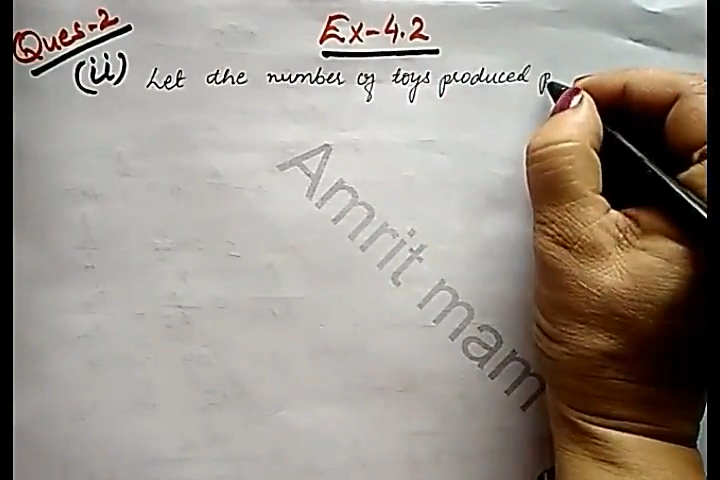 Ques-2
Ex-4.2
(ii) Let the number of toys produced p
Amrit mam